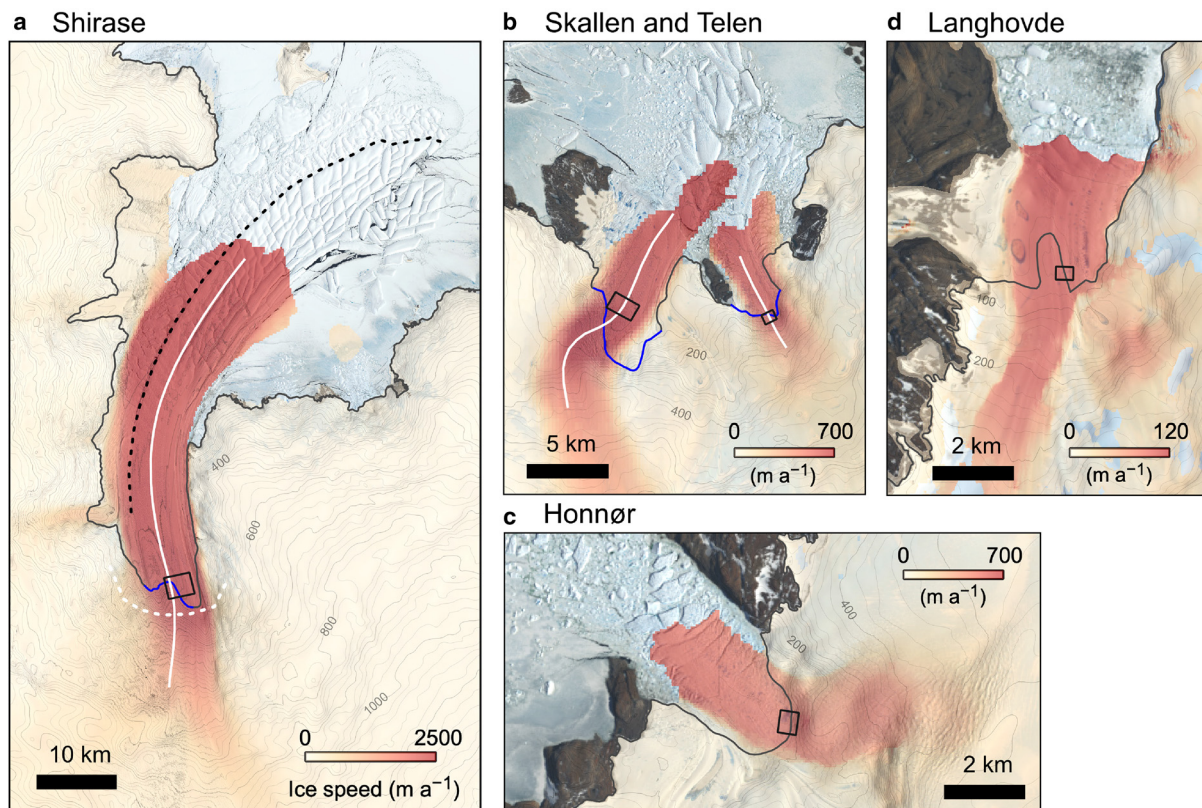 a Shirase
400
600
800
1000
0 2500
10 km
Ice speed (m a⁻¹)
b Skallen and Telen
200
400
5 km
0 700
(m a⁻¹)
d Langhovde
100
200
2 km
0 120
(m a⁻¹)
c Honnør
0 700
(m a⁻¹)
400
200
2 km